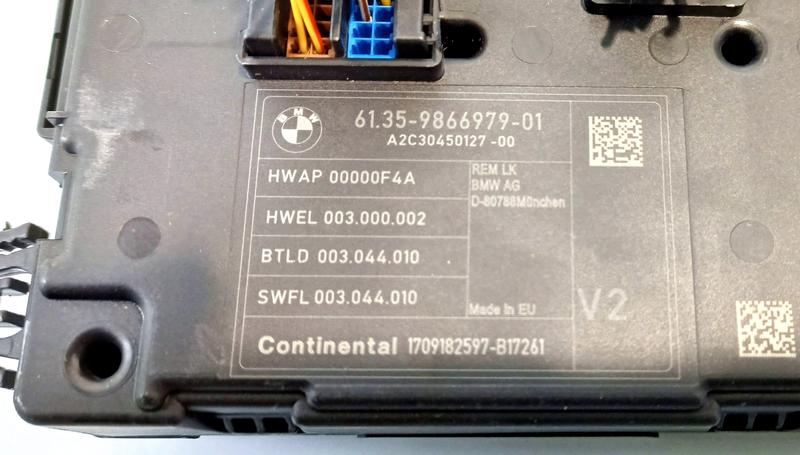 BMW
61.35-9866979-01
A2C30450127 -00
HWAP 00000F4A
HWEL 003.000.002
BTLD 003.044.010
SWFL 003.044.010
REM LK
BMW AG
D-80788München
Made in EU
V2
Continental 1709182597-B17261